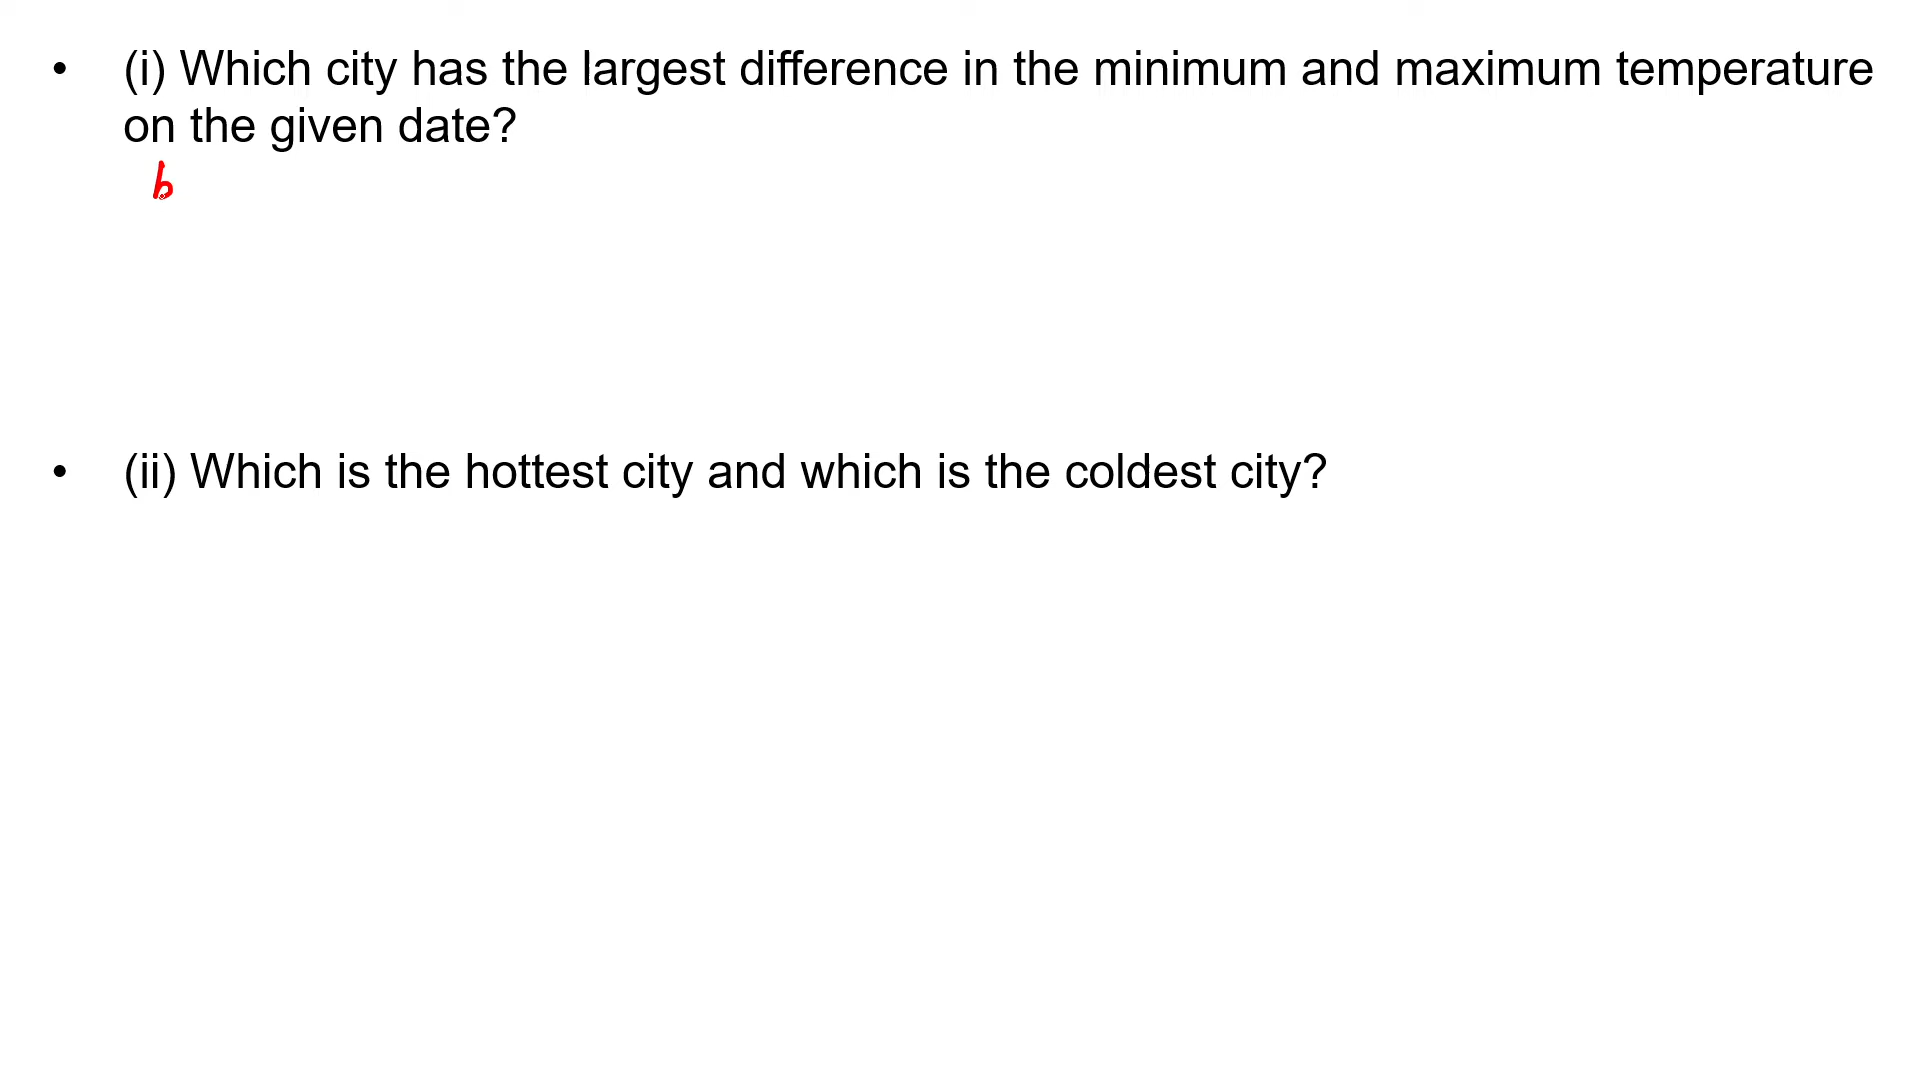 • (i) Which city has the largest difference in the minimum and maximum temperature
on the given date?
b
• (ii) Which is the hottest city and which is the coldest city?